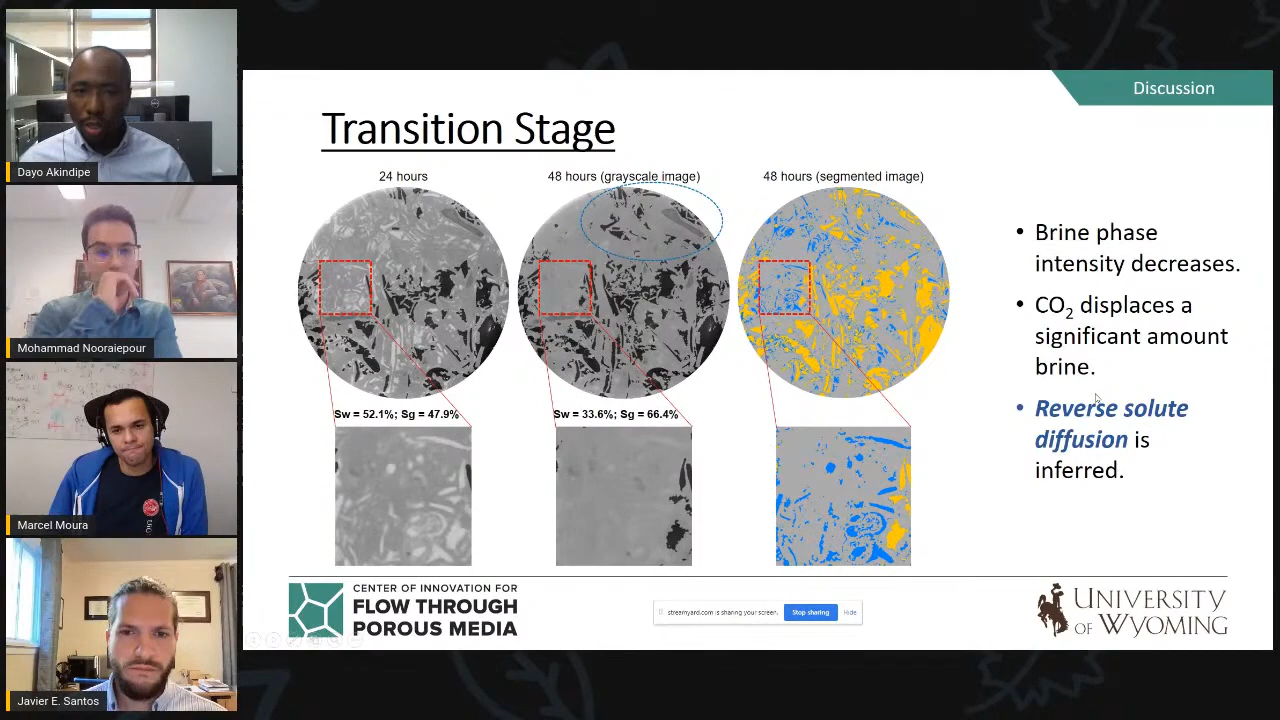 Dayo Akindipe
Mohammad Nooraiepour
Marcel Moura
Javier E. Santos
Discussion
Transition Stage
24 hours
48 hours (grayscale image)
48 hours (segmented image)
Sw = 52.1%; Sg = 47.9%
Sw = 33.6%; Sg = 66.4%
• Brine phase
intensity decreases.
• CO₂ displaces a
significant amount
brine.
• Reverse solute
diffusion is
inferred.
CENTER OF INNOVATION FOR
FLOW THROUGH
POROUS MEDIA
streamyard.com is sharing your screen.
Stop sharing
Hide
UNIVERSITY
OF WYOMING